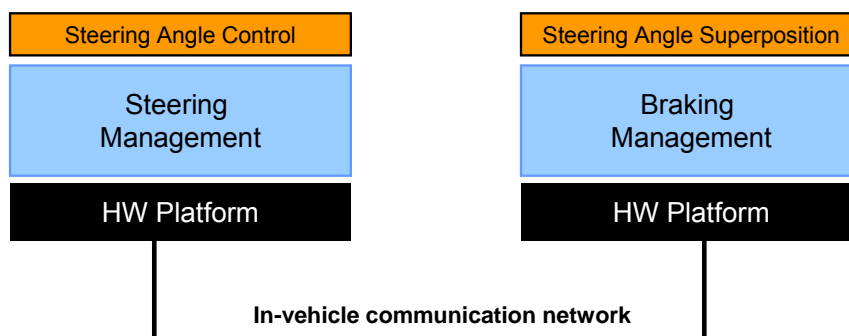 Steering Angle Control
Steering
Management
HW Platform
Steering Angle Superposition
Braking
Management
HW Platform
In-vehicle communication network